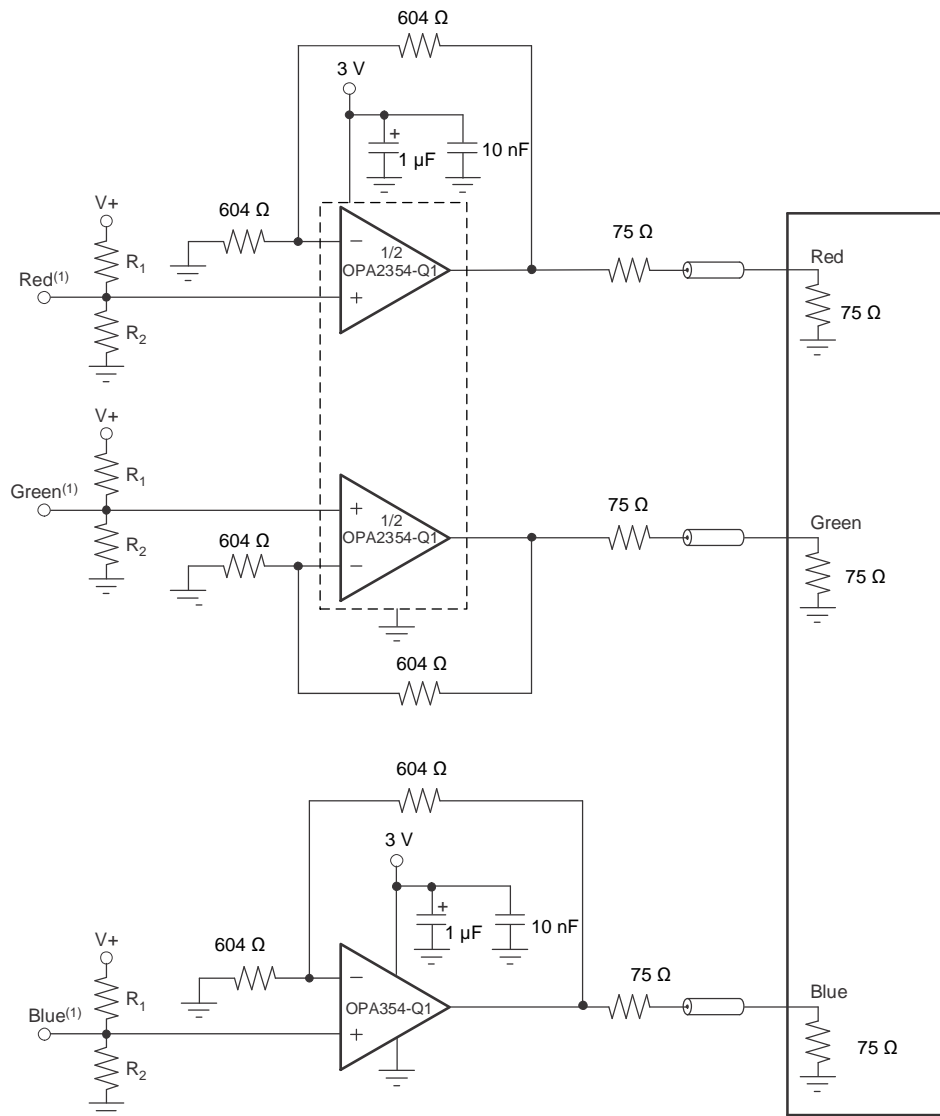 604 Ω
3 V
+
1 µF
10 nF
604 Ω
V+
R1
Red(1)
R2
−
+
1/2
OPA2354-Q1
75 Ω
Red
75 Ω
V+
R1
Green(1)
R2
604 Ω
+
−
1/2
OPA2354-Q1
75 Ω
Green
75 Ω
604 Ω
604 Ω
3 V
+
1 µF
10 nF
604 Ω
V+
R1
Blue(1)
R2
−
+
OPA354-Q1
75 Ω
Blue
75 Ω